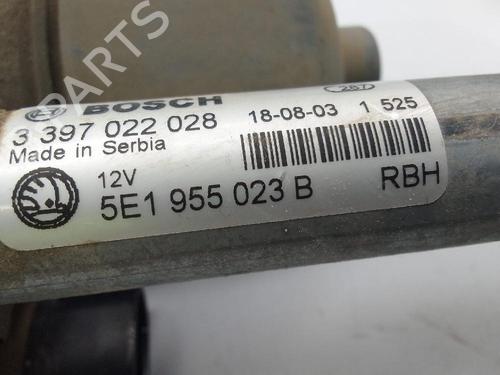 PARTS
BOSCH
287
3 397 022 028
18-08-03 1 525
Made in Serbia
12V
5E1 955 023 B
RBH